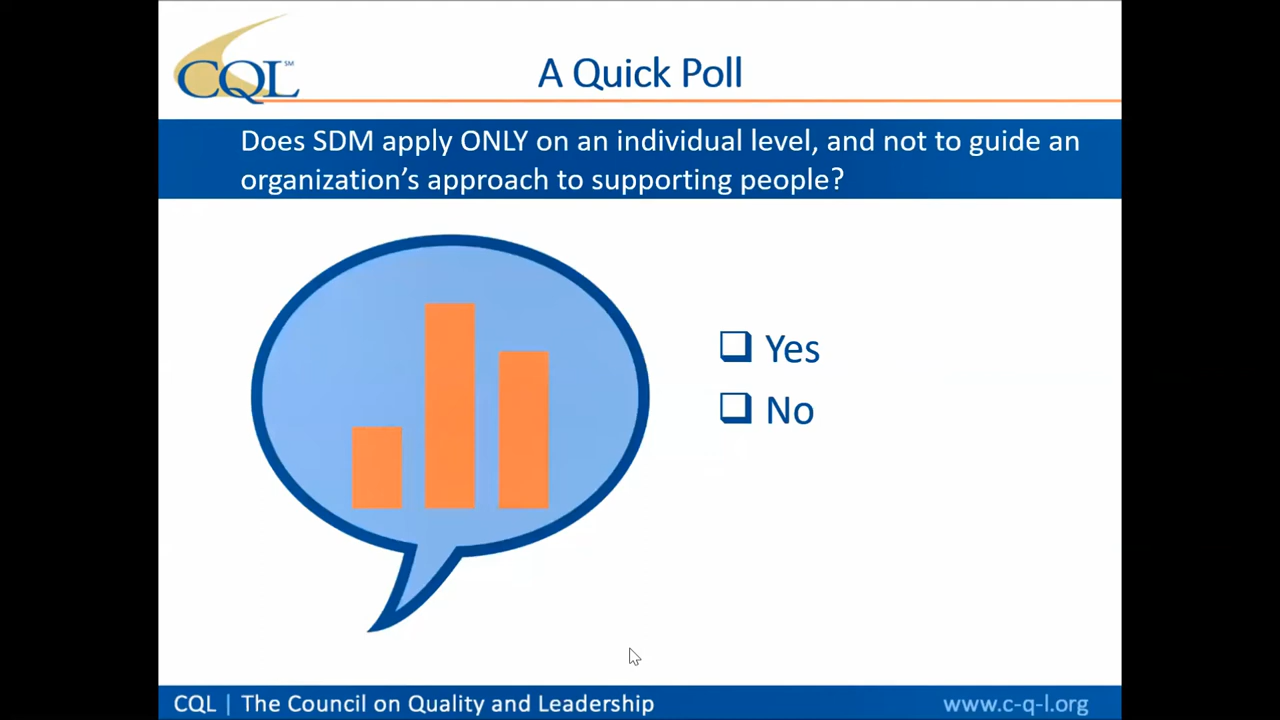 CQL SM
A Quick Poll
Does SDM apply ONLY on an individual level, and not to guide an
organization’s approach to supporting people?
Yes
No
CQL | The Council on Quality and Leadership
www.c-q-l.org